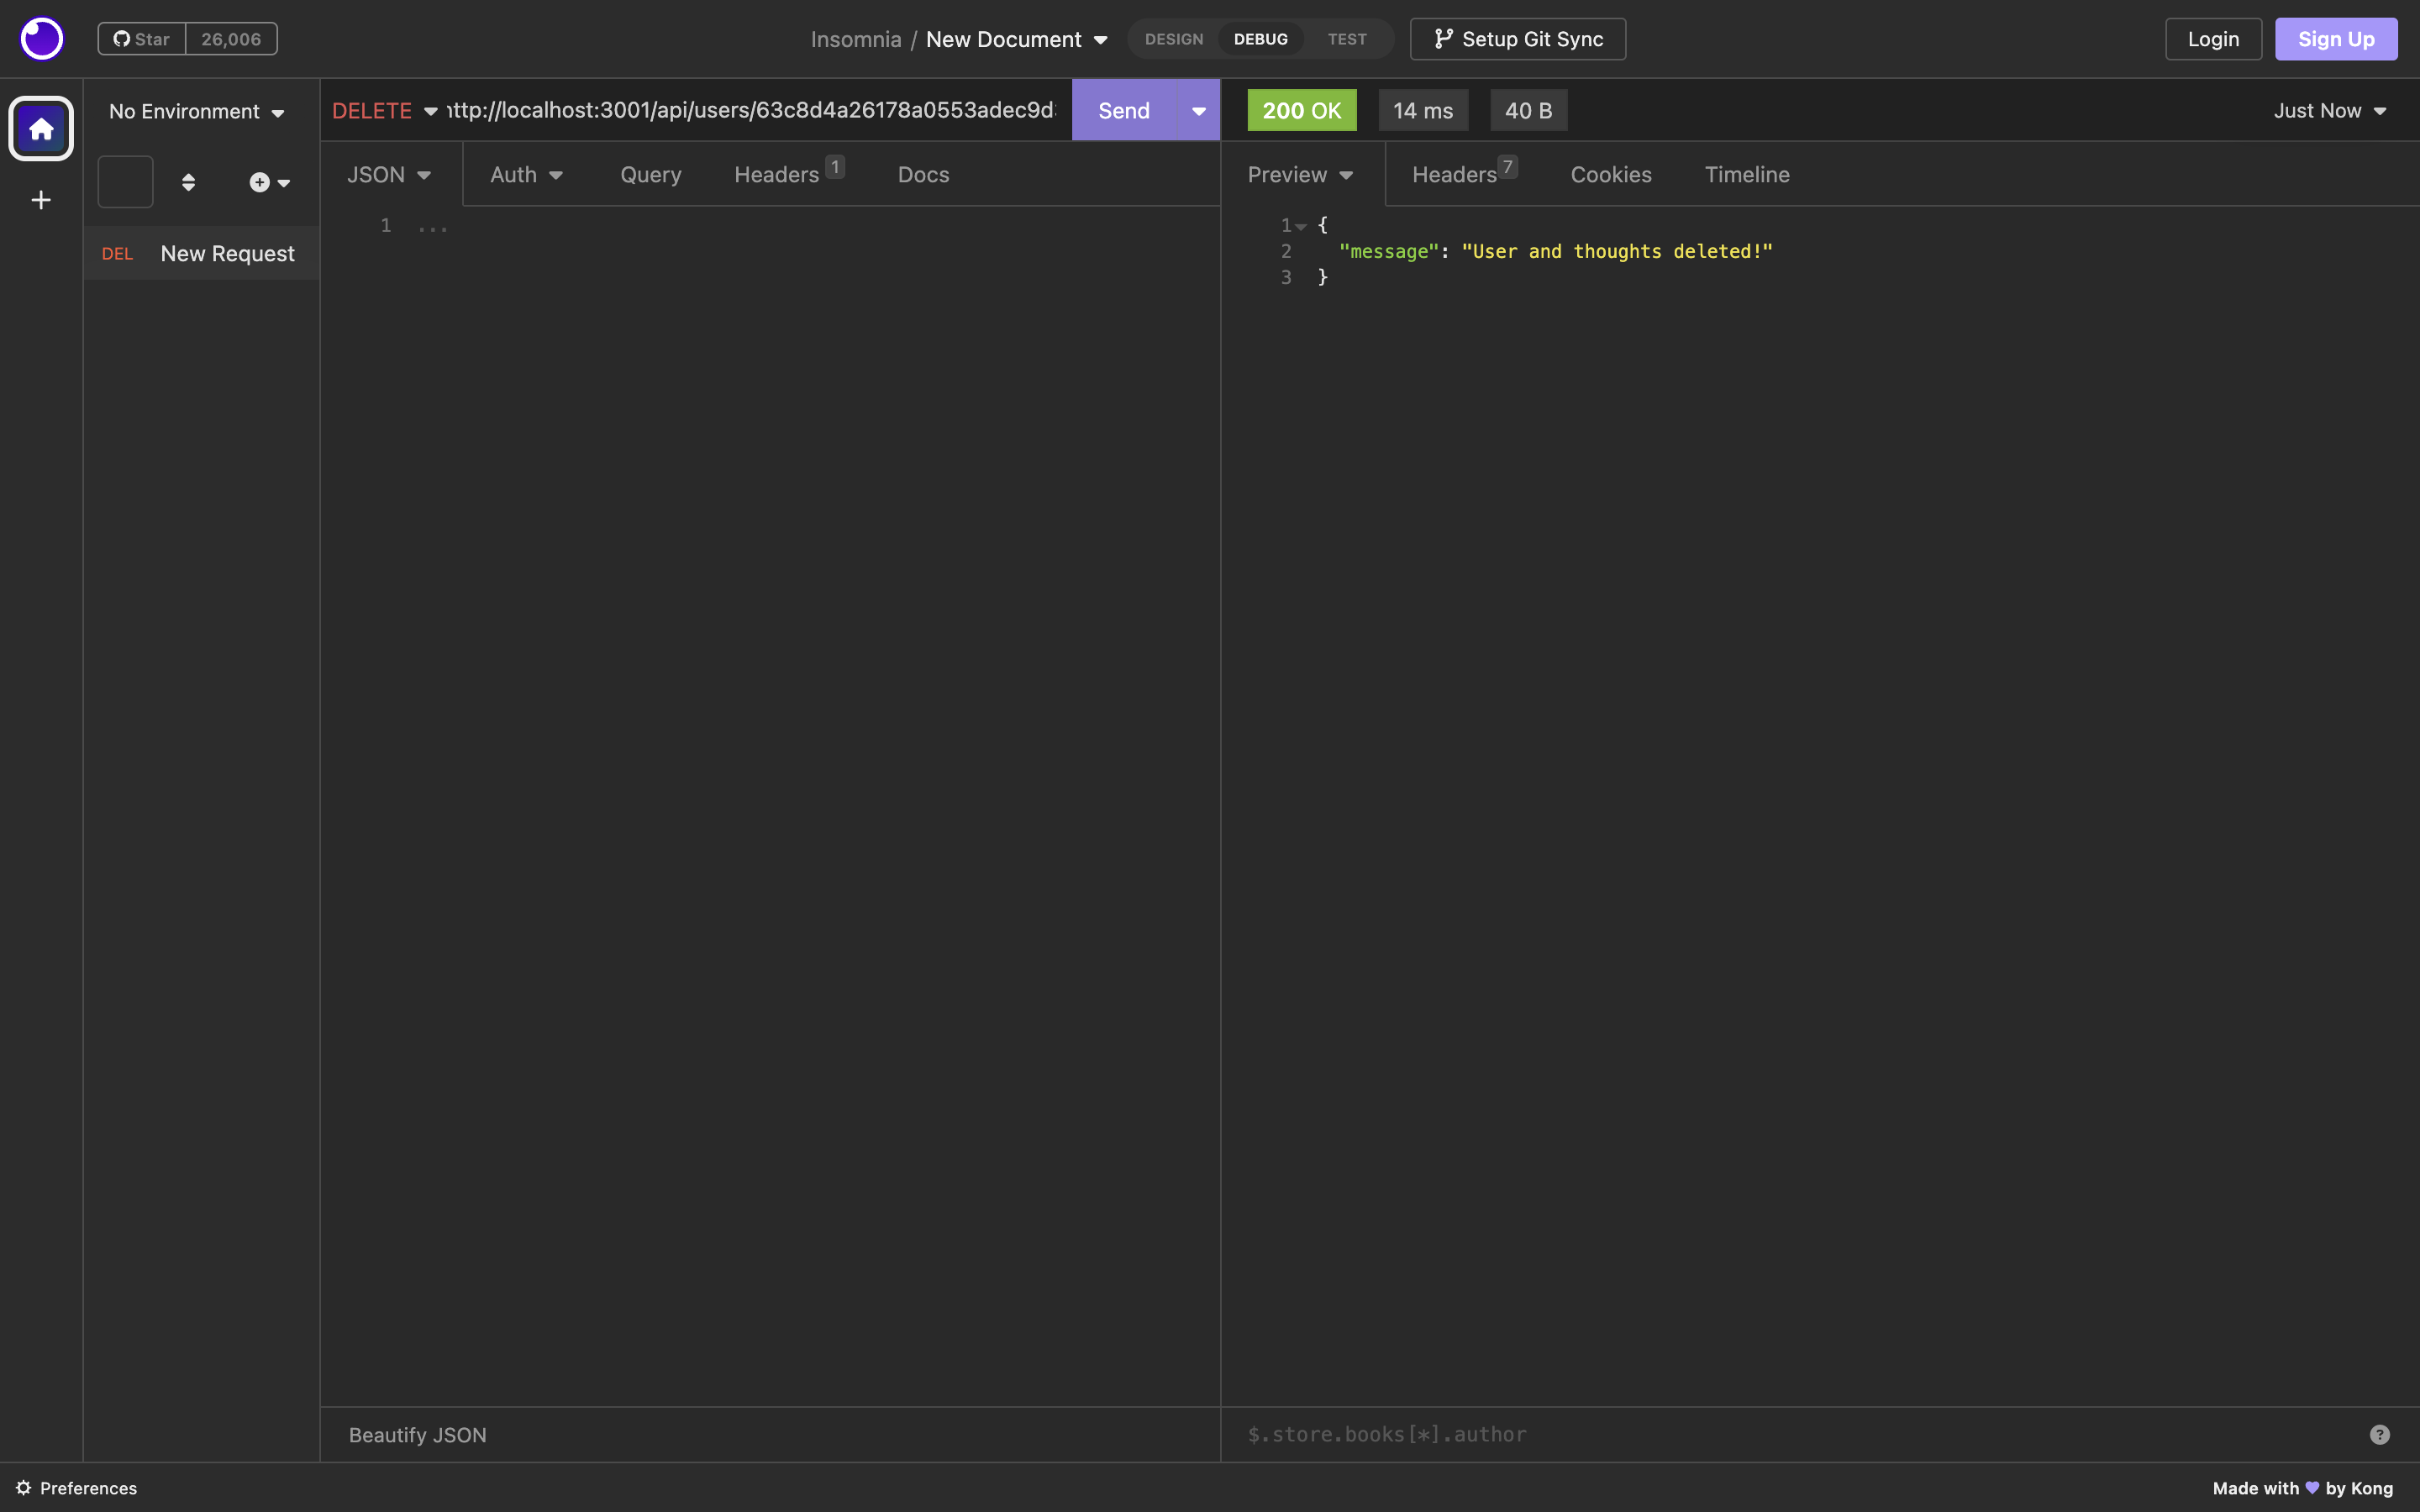 Star 26,006 Insomnia / New Document DESIGN DEBUG TEST Setup Git Sync Login Sign Up
No Environment DELETE http://localhost:3001/api/users/63c8d4a26178a0553adec9d Send 200 OK 14 ms 40 B Just Now
JSON Auth Query Headers 1 Docs Preview Headers 7 Cookies Timeline
1 ... 1 {
2 "message": "User and thoughts deleted!"
3 }
DEL New Request
Beautify JSON $.store.books[*].author ?
Preferences Made with 💜 by Kong